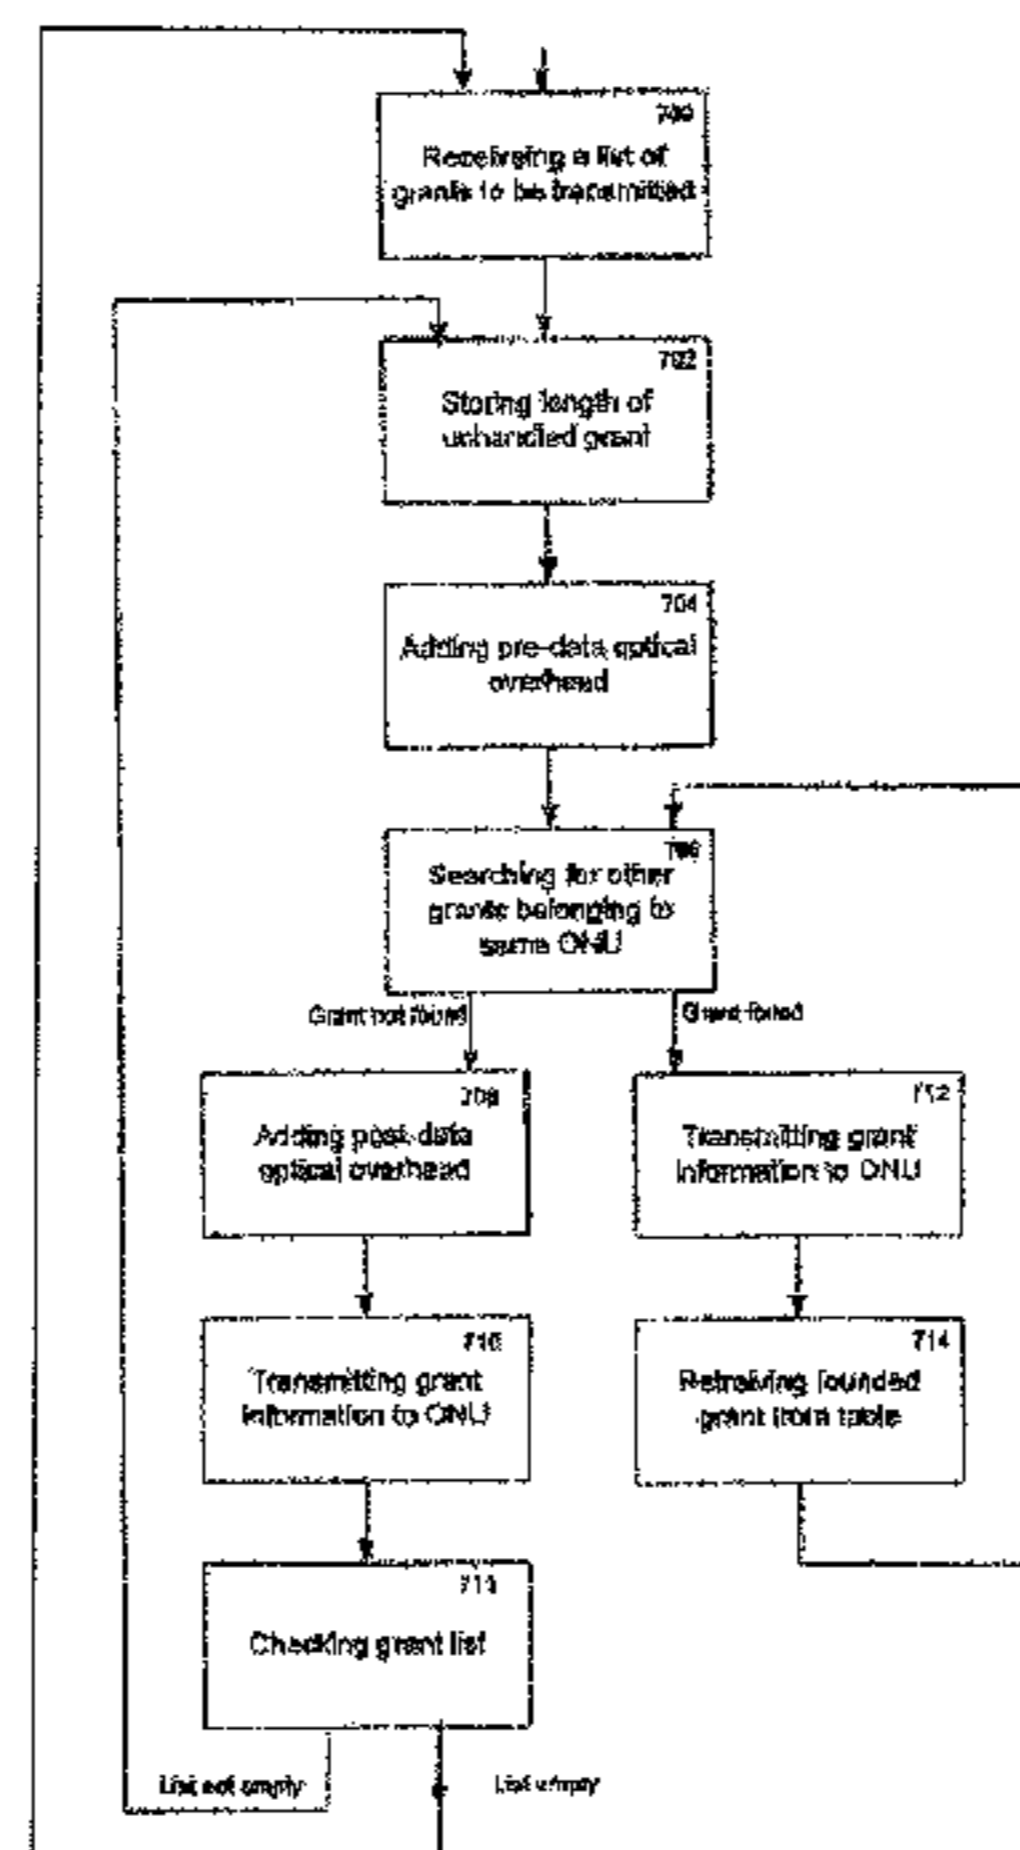 700
Receiving a list of
grants to be transmitted
702
Storing length of
unhandled grant
704
Adding pre-data optical
overhead
706
Searching for other
grants belonging to
same ONU
Grant not found
Grant found
708
Adding post-data
optical overhead
712
Transmitting grant
information to ONU
710
Transmitting grant
information to ONU
714
Retreiving founded
grant from table
Checking grant list
List not empty
List empty